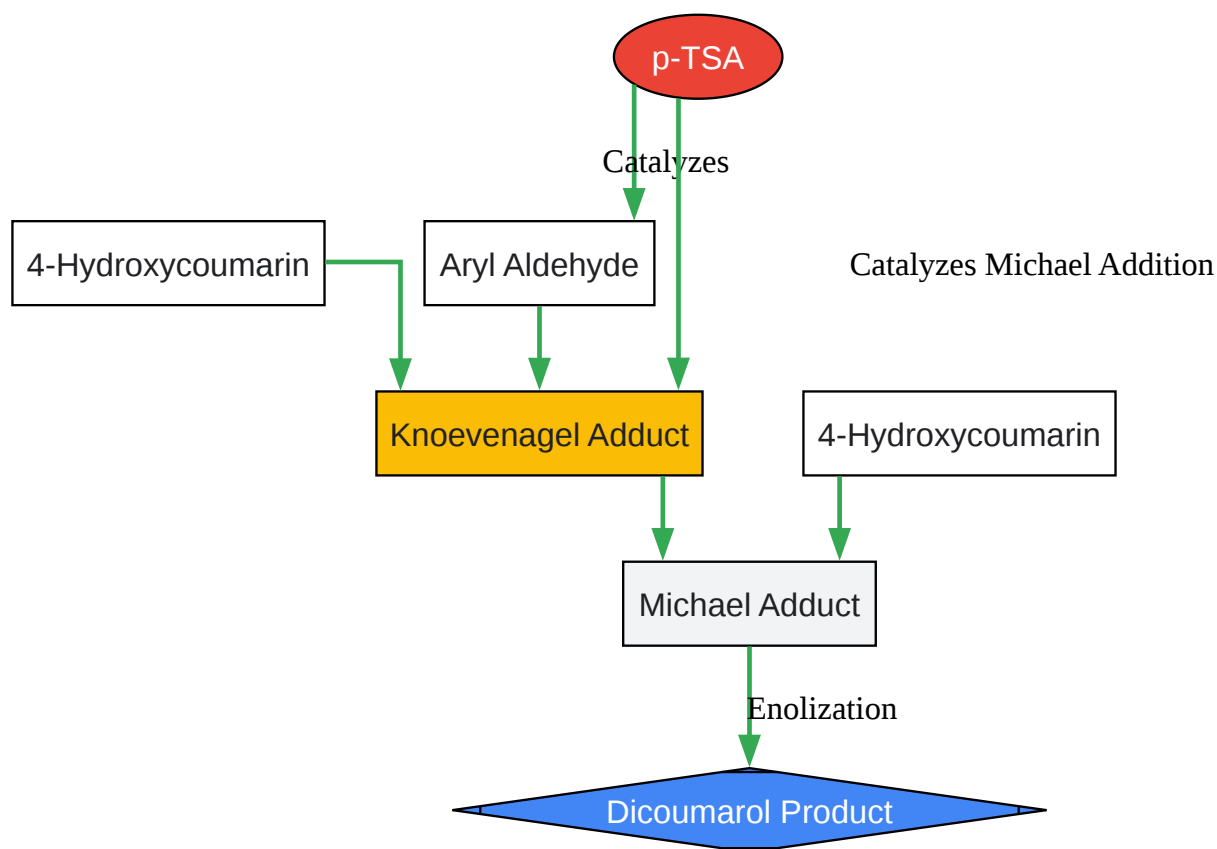 p-TSA
Catalyzes
4-Hydroxycoumarin
Aryl Aldehyde
Catalyzes Michael Addition
Knoevenagel Adduct
4-Hydroxycoumarin
Michael Adduct
Enolization
Dicoumarol Product